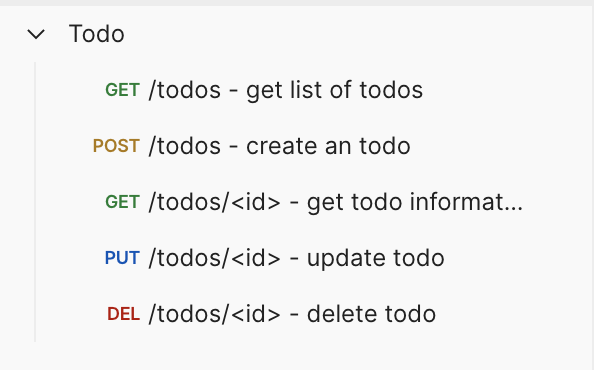 Todo
GET /todos - get list of todos
POST /todos - create an todo
GET /todos/<id> - get todo informat...
PUT /todos/<id> - update todo
DEL /todos/<id> - delete todo